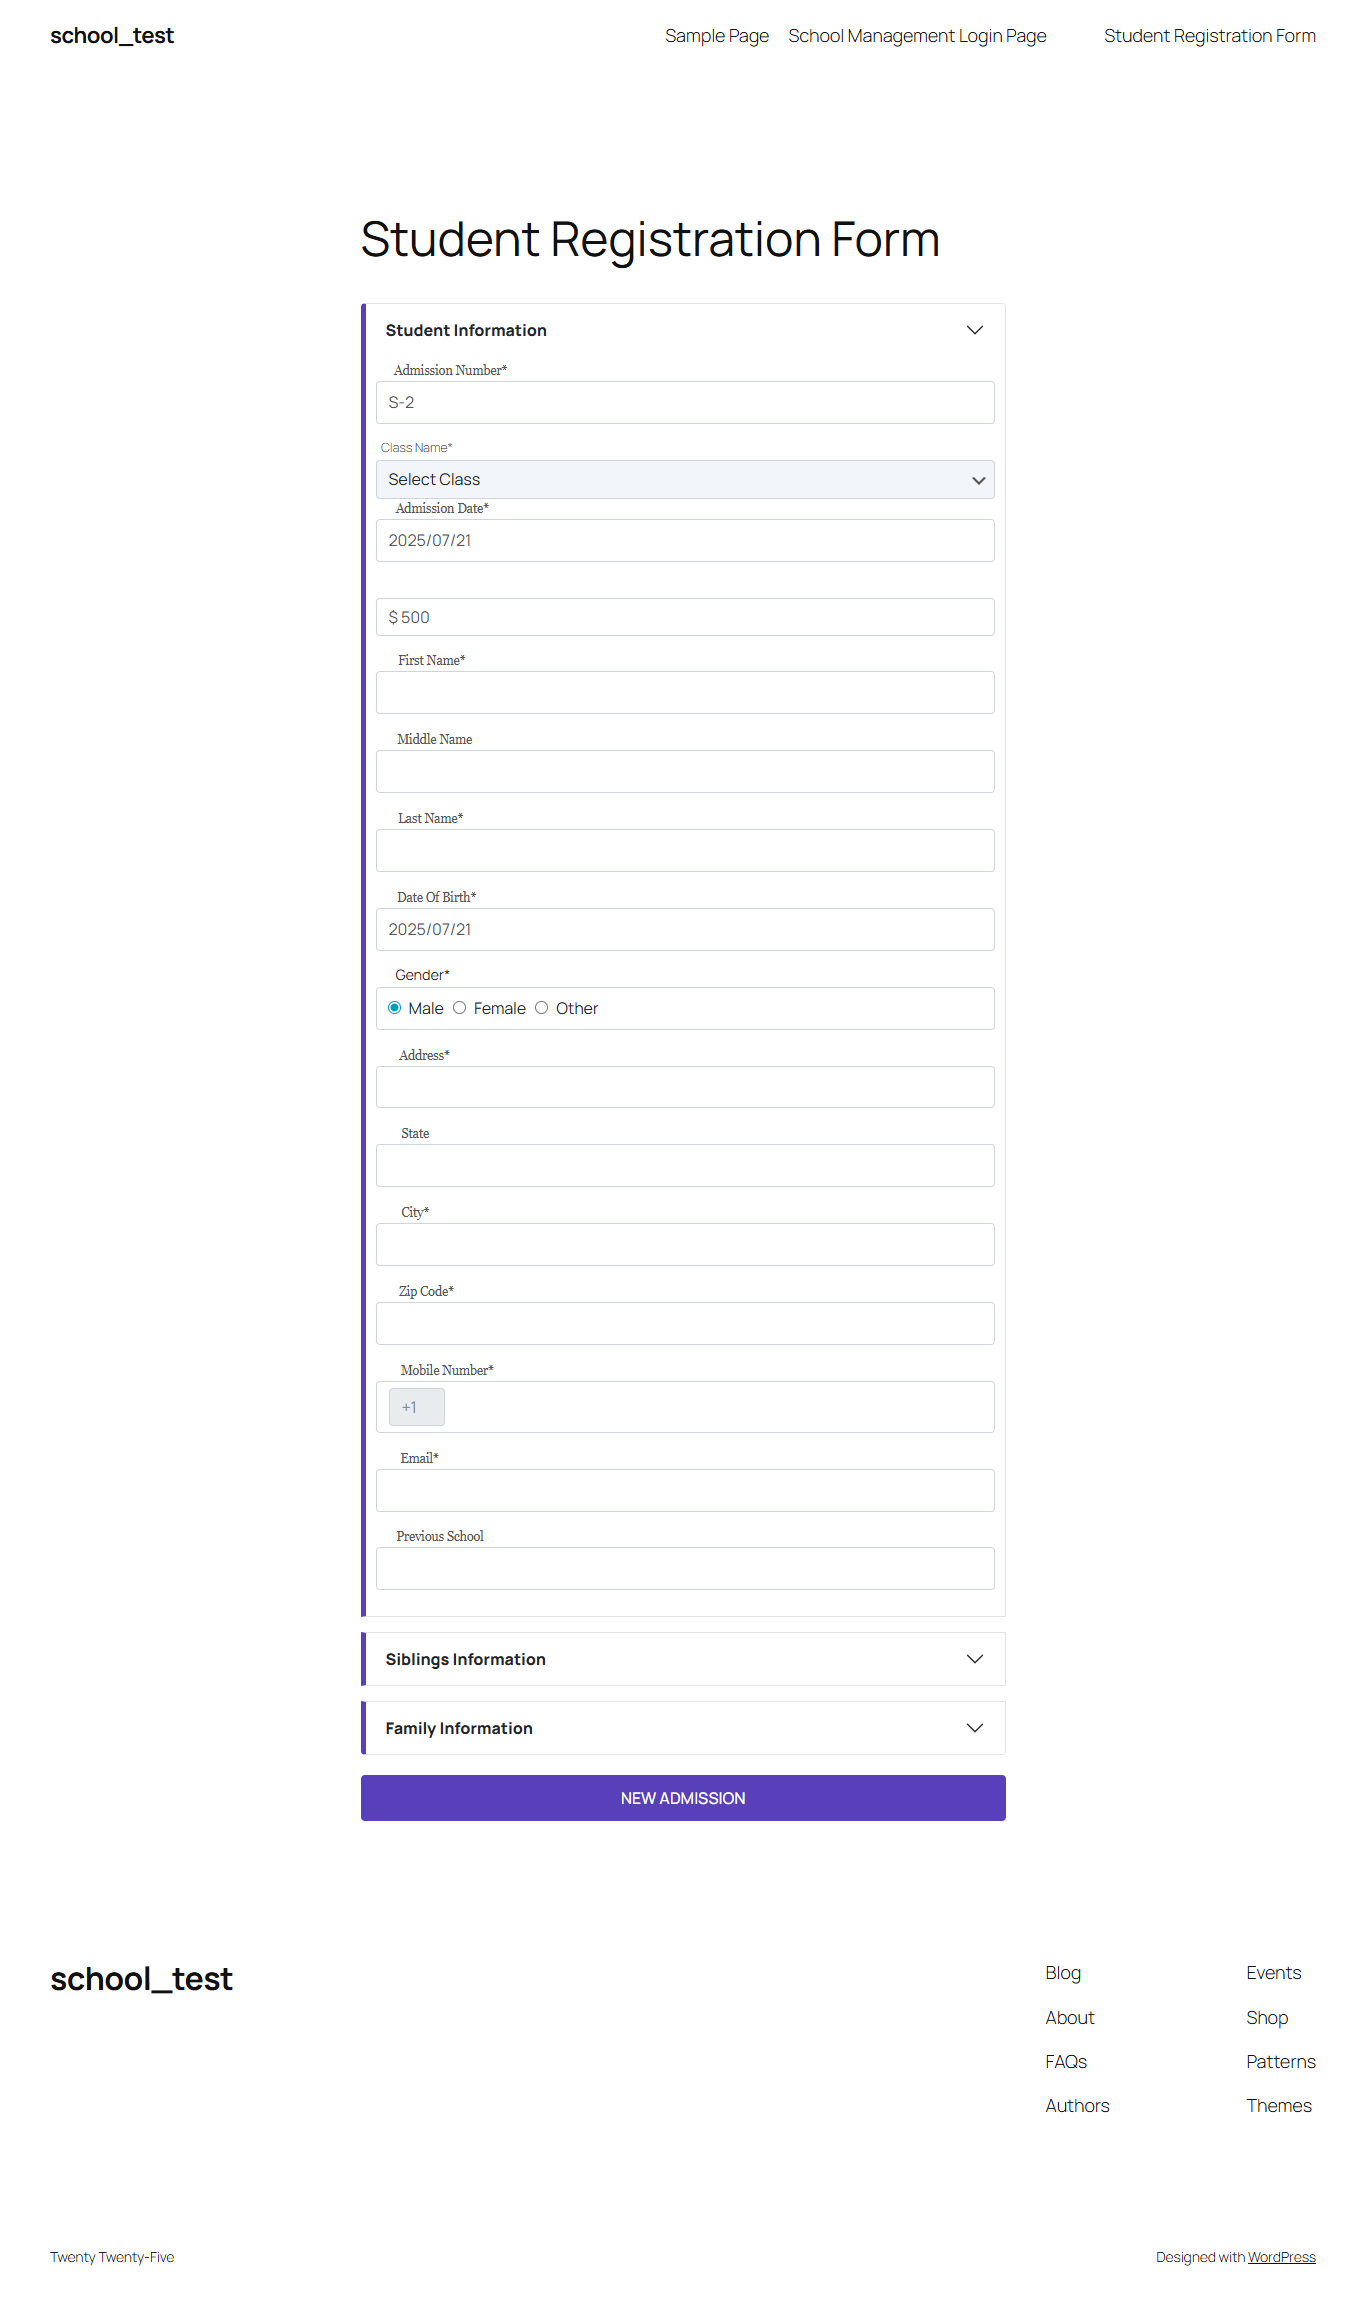 school_test
Sample Page
School Management Login Page
Student Registration Form
Student Registration Form
Student Information
Admission Number*
S-2
Class Name*
Select Class
Admission Date*
2025/07/21
$ 500
First Name*
Middle Name
Last Name*
Date Of Birth*
2025/07/21
Gender*
Male Female Other
Address*
State
City*
Zip Code*
Mobile Number*
+1
Email*
Previous School
Siblings Information
Family Information
NEW ADMISSION
school_test
Blog
About
FAQs
Authors
Events
Shop
Patterns
Themes
Twenty Twenty-Five
Designed with WordPress